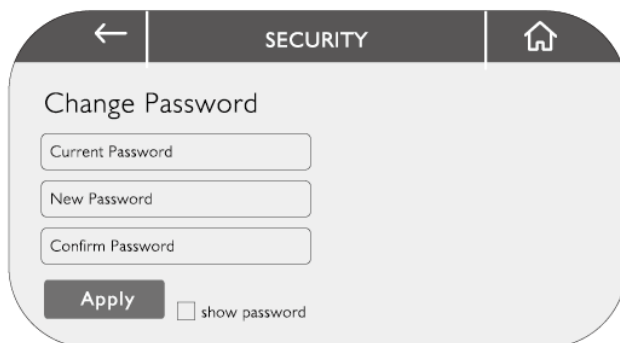 SECURITY
Change Password
Current Password
New Password
Confirm Password
Apply
show password